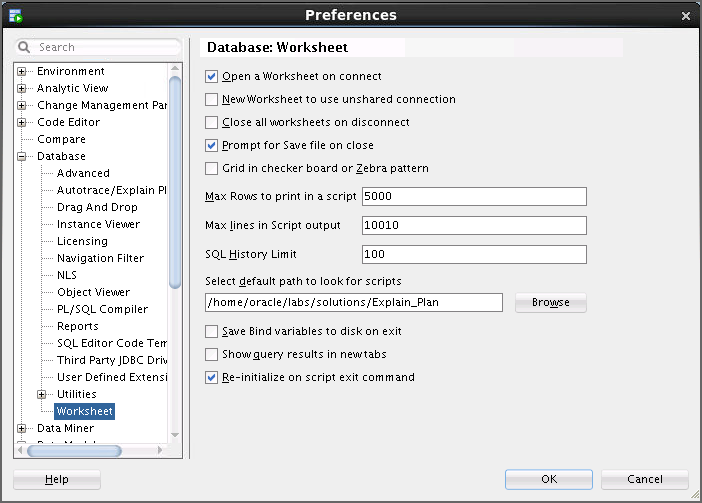 Preferences
Search
Environment
Analytic View
Change Management Par
Code Editor
Compare
Database
Advanced
Autotrace/Explain Pl
Drag And Drop
Instance Viewer
Licensing
Navigation Filter
NLS
Object Viewer
PL/SQL Compiler
Reports
SQL Editor Code Tem
Third Party JDBC Driv
User Defined Extensi
Utilities
Worksheet
Data Miner
Database: Worksheet
Open a Worksheet on connect
New Worksheet to use unshared connection
Close all worksheets on disconnect
Prompt for Save file on close
Grid in checker board or Zebra pattern
Max Rows to print in a script 5000
Max lines in Script output 10010
SQL History Limit 100
Select default path to look for scripts
/home/oracle/labs/solutions/Explain_Plan Browse
Save Bind variables to disk on exit
Show query results in new tabs
Re-initialize on script exit command
Help OK Cancel